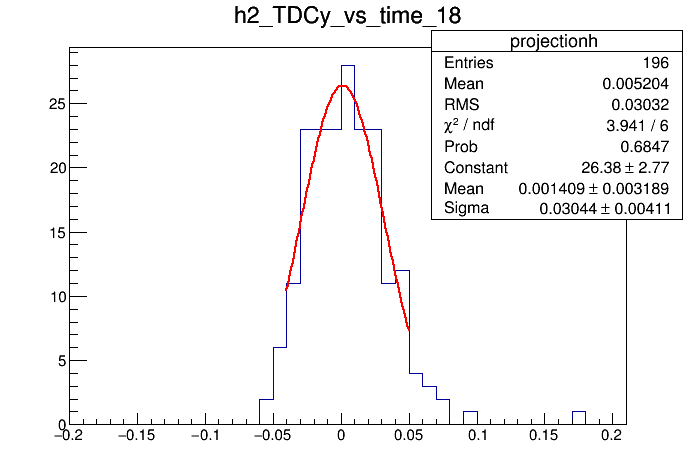 h2_TDCy_vs_time_18
projectionh
Entries 196
Mean 0.005204
RMS 0.03032
χ² / ndf 3.941 / 6
Prob 0.6847
Constant 26.38 ± 2.77
Mean 0.001409 ± 0.003189
Sigma 0.03044 ± 0.00411
25
20
15
10
5
0
−0.2 −0.15 −0.1 −0.05 0 0.05 0.1 0.15 0.2